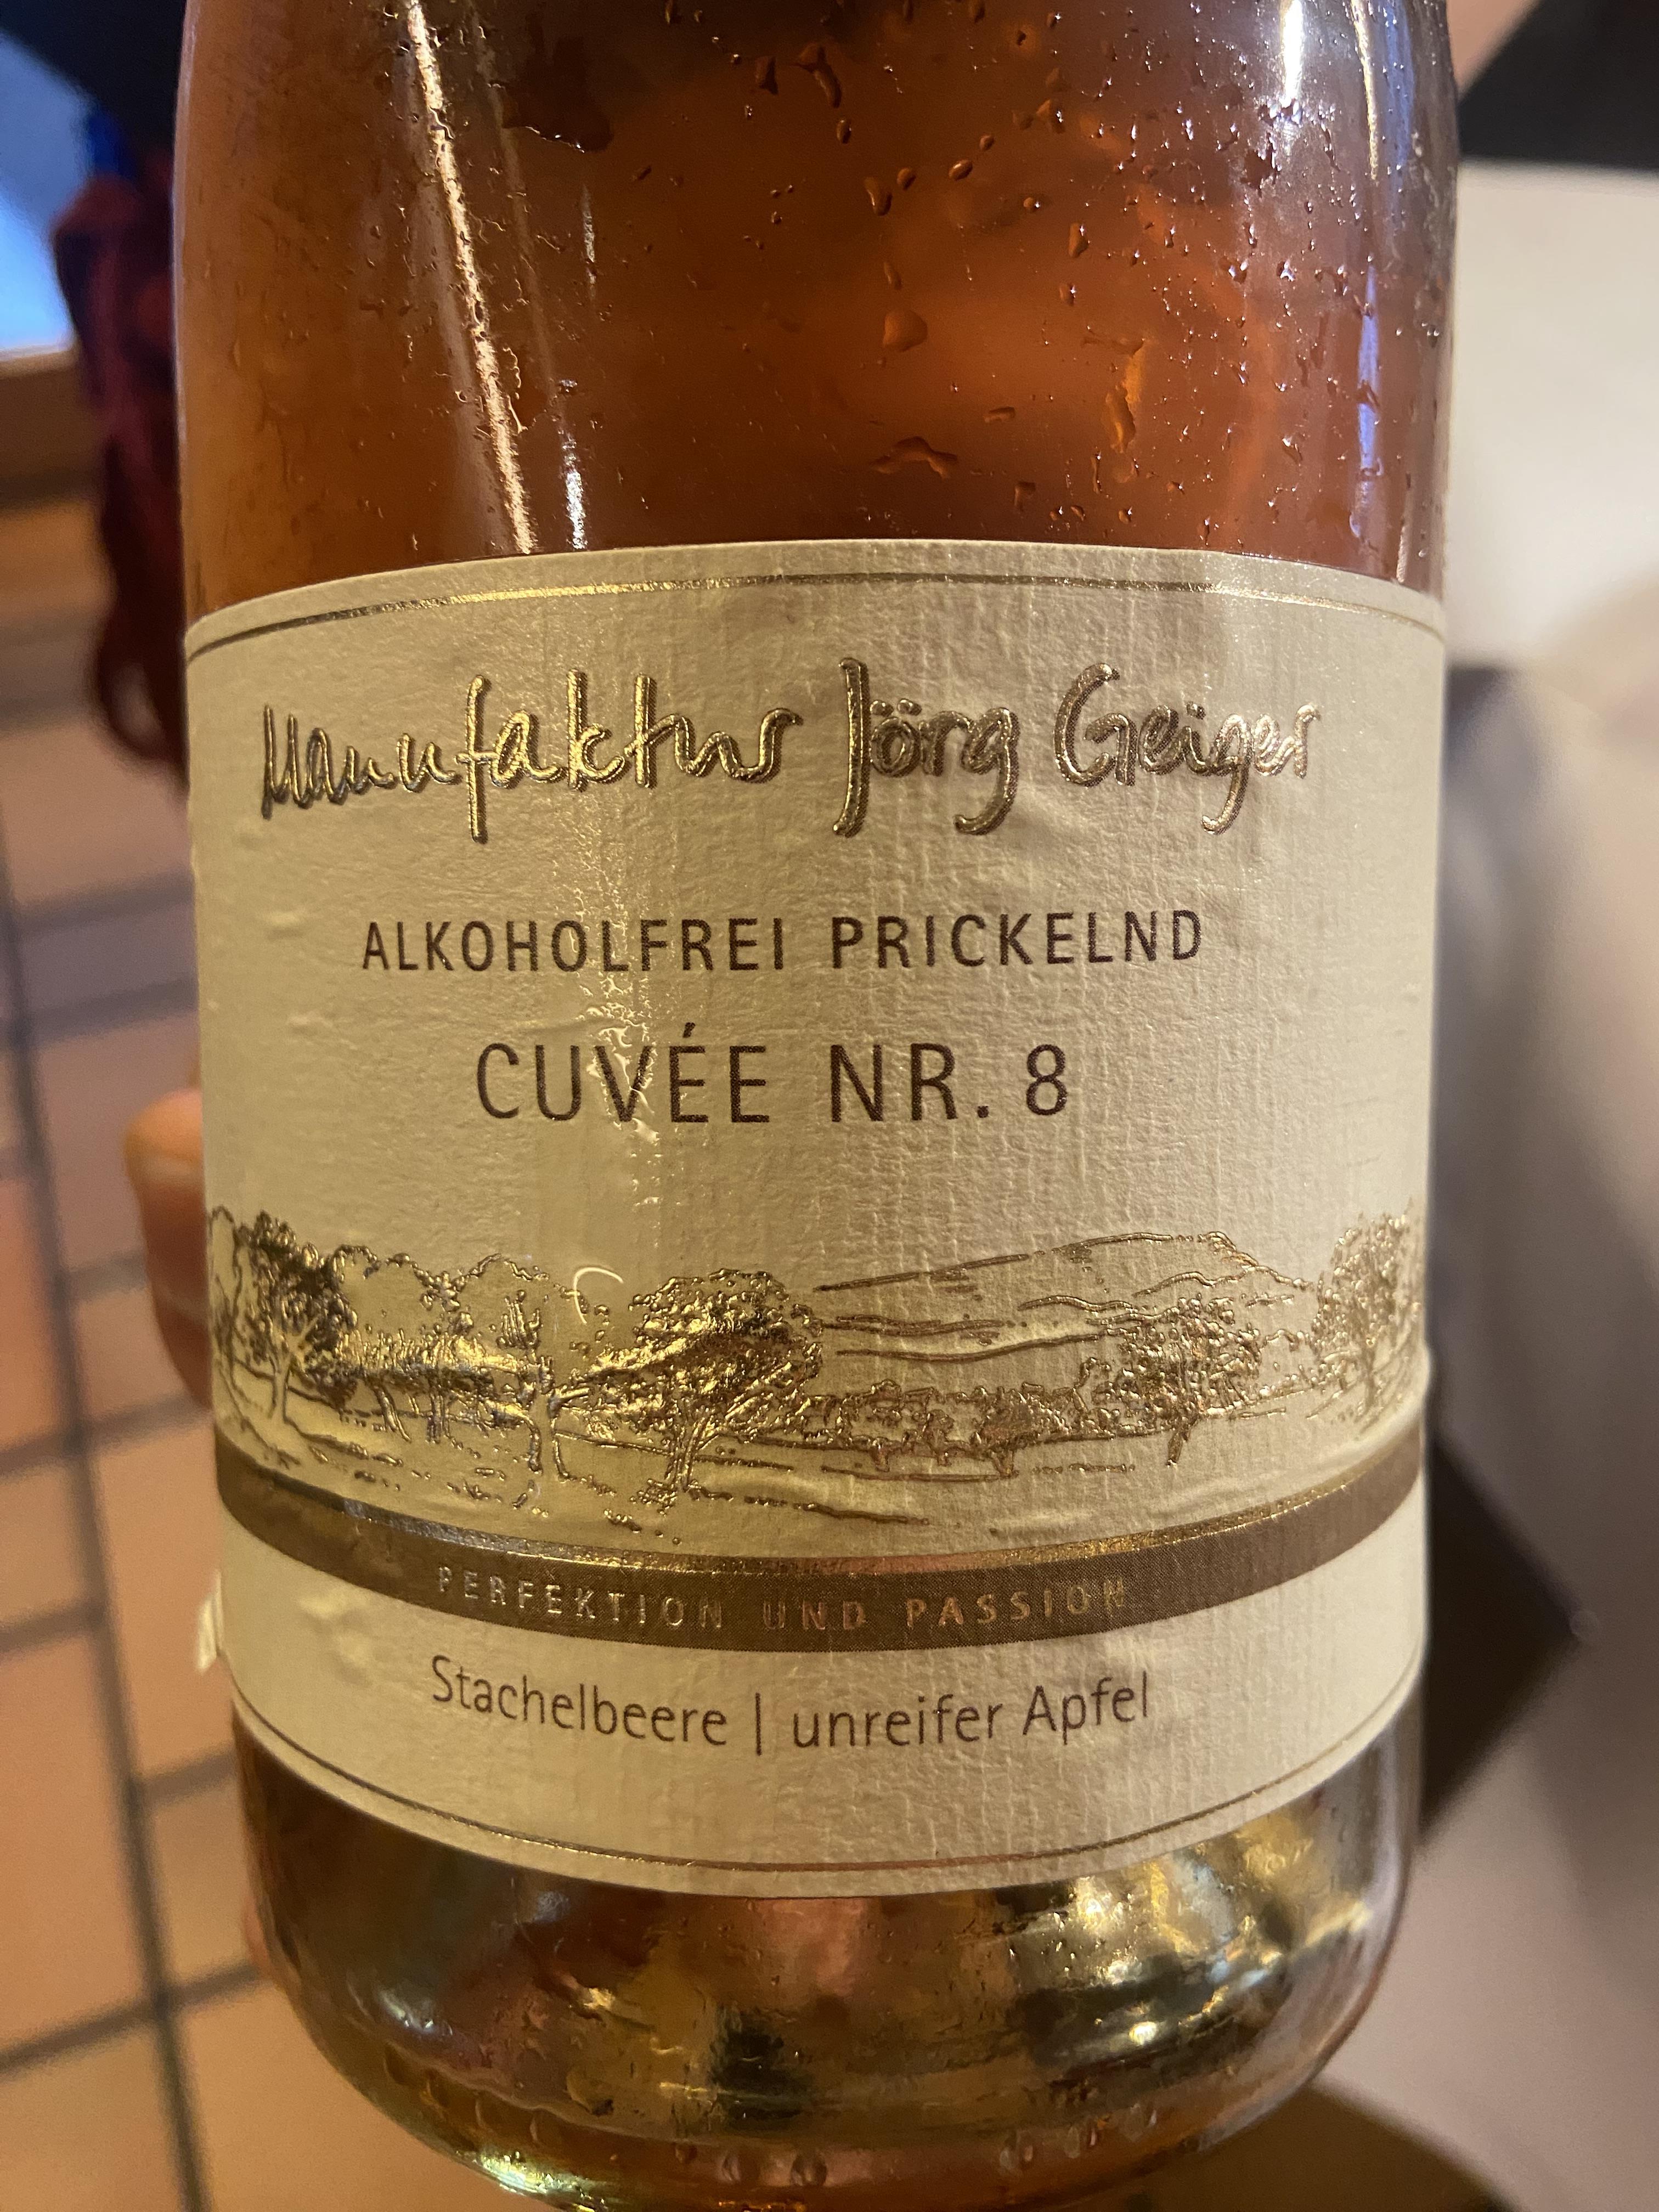 Manufaktur Jörg Geiger
ALKOHOLFREI PRICKELND
CUVÉE NR. 8
PERFEKTION UND PASSION
Stachelbeere | unreifer Apfel